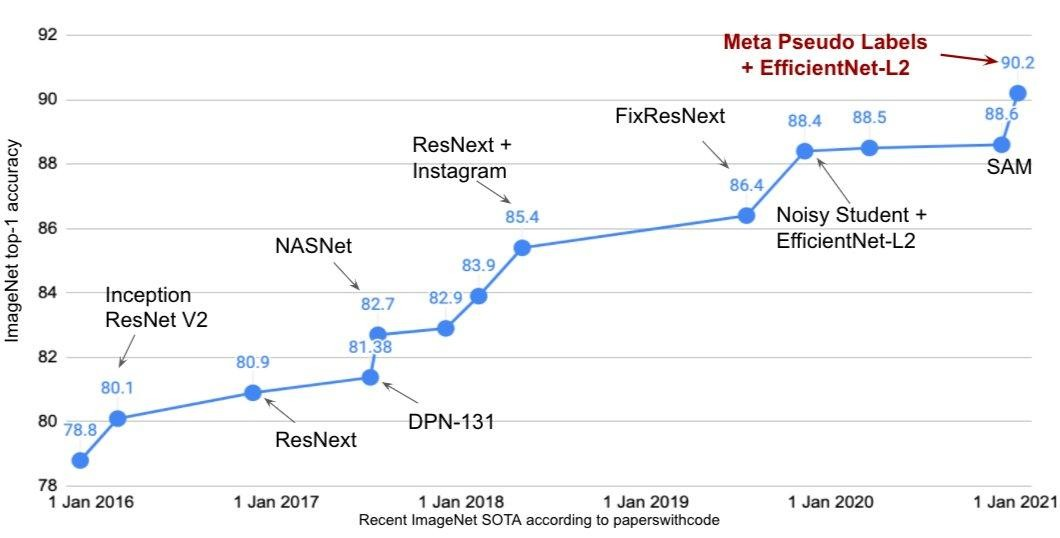 92
Meta Pseudo Labels
+ EfficientNet-L2
90.2
90
FixResNext
88.4
88.5
88.6
ResNext +
Instagram
88
SAM
86.4
85.4
Noisy Student +
EfficientNet-L2
86
NASNet
83.9
84
82.7
82.9
Inception
ResNet V2
81.38
82
80.9
80.1
DPN-131
80
78.8
ResNext
78
ImageNet top-1 accuracy
1 Jan 2016
1 Jan 2017
1 Jan 2018
1 Jan 2019
1 Jan 2020
1 Jan 2021
Recent ImageNet SOTA according to paperswithcode